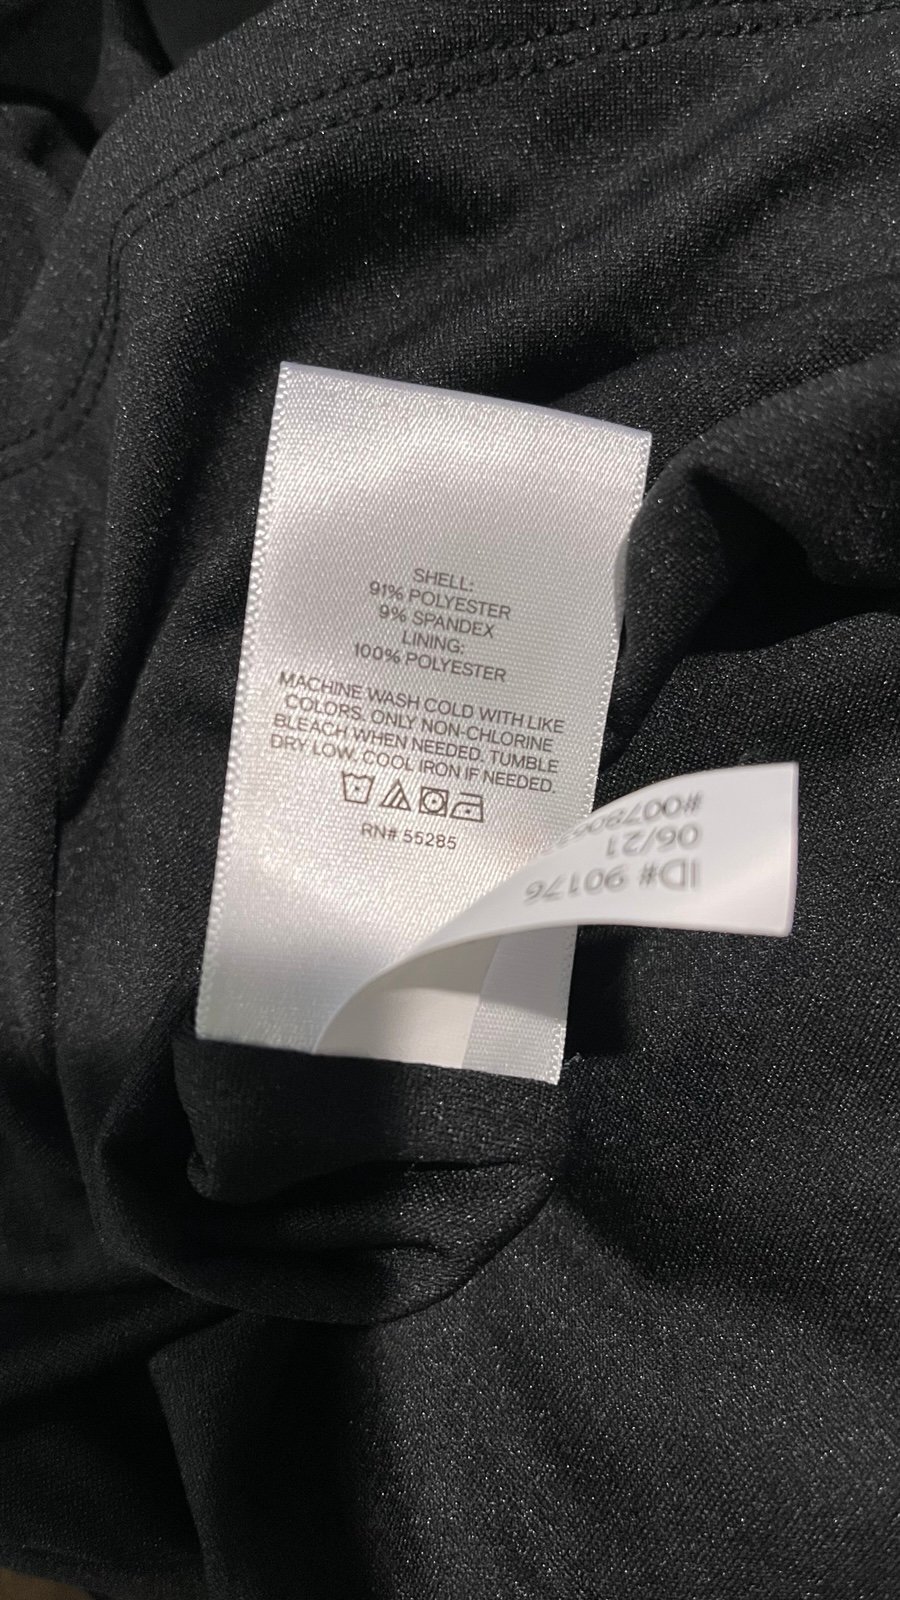 SHELL:
91% POLYESTER
9% SPANDEX
LINING:
100% POLYESTER
MACHINE WASH COLD WITH LIKE
COLORS. ONLY NON-CHLORINE
BLEACH WHEN NEEDED. TUMBLE
DRY LOW. COOL IRON IF NEEDED.
RN# 55285
ID# 90176
06/21